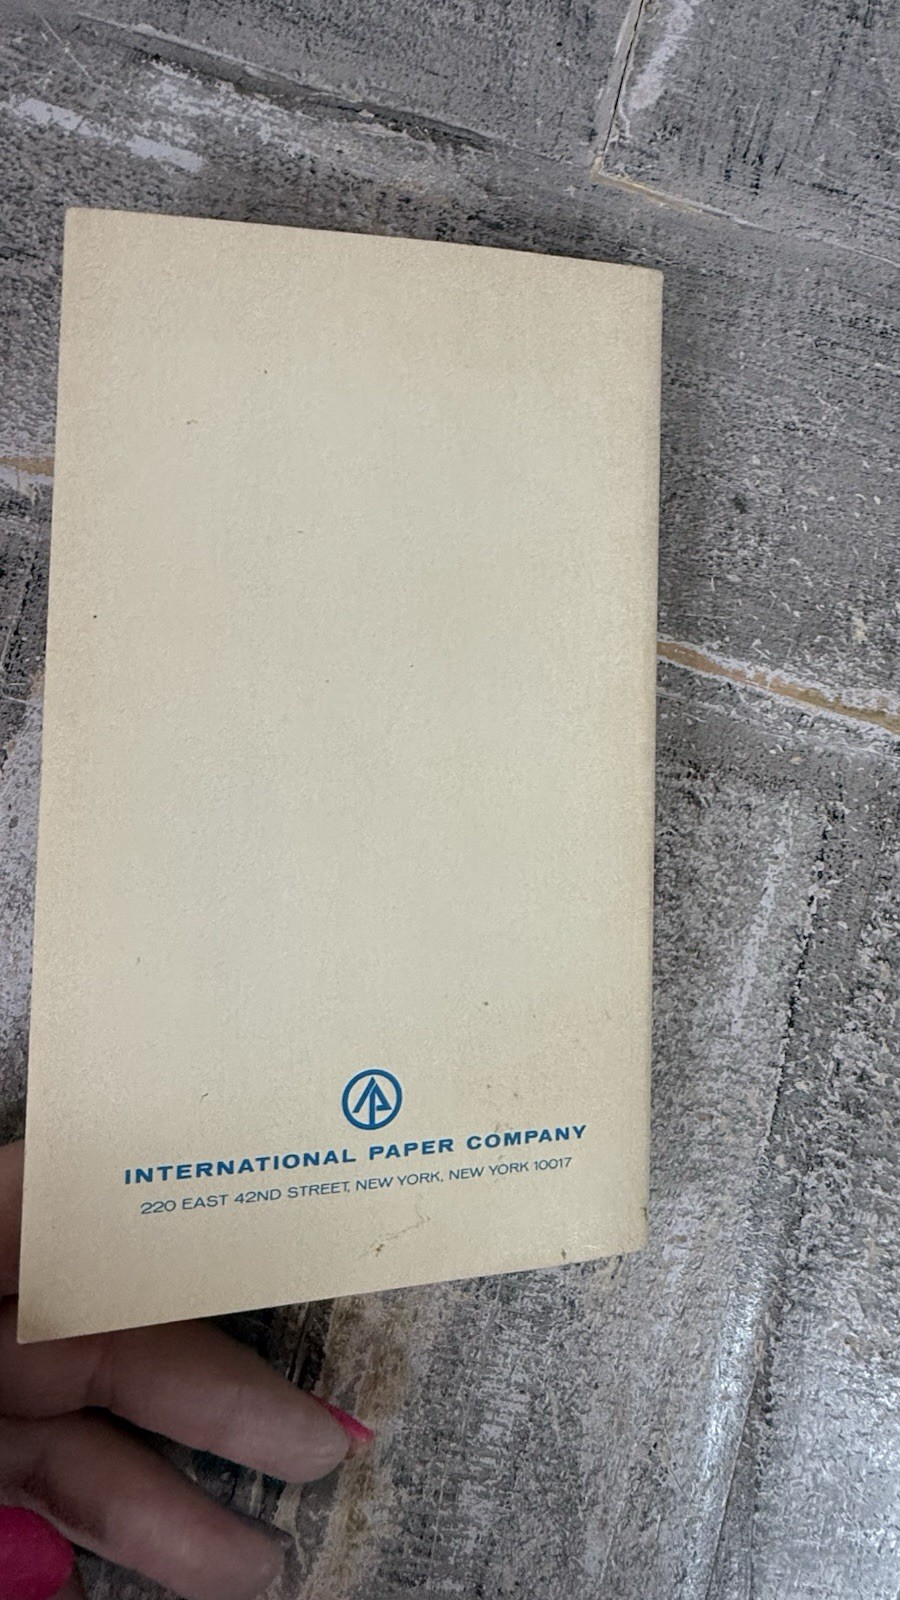 INTERNATIONAL PAPER COMPANY
220 EAST 42ND STREET, NEW YORK, NEW YORK 10017